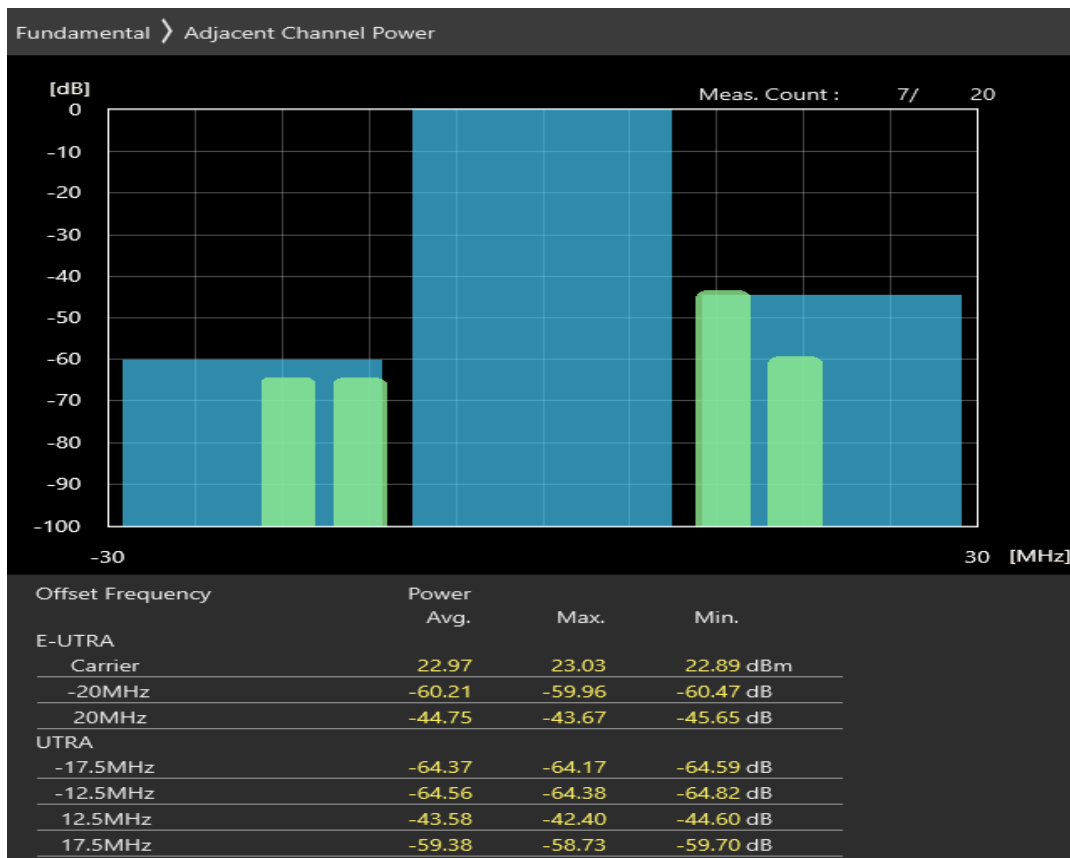 Fundamental 〉 Adjacent Channel Power
[dB]
Meas. Count : 7/ 20
0
-10
-20
-30
-40
-50
-60
-70
-80
-90
-100
-30 30 [MHz]
Offset Frequency Power
Avg. Max. Min.
E-UTRA
Carrier 22.97 23.03 22.89 dBm
-20MHz -60.21 -59.96 -60.47 dB
20MHz -44.75 -43.67 -45.65 dB
UTRA
-17.5MHz -64.37 -64.17 -64.59 dB
-12.5MHz -64.56 -64.38 -64.82 dB
12.5MHz -43.58 -42.40 -44.60 dB
17.5MHz -59.38 -58.73 -59.70 dB